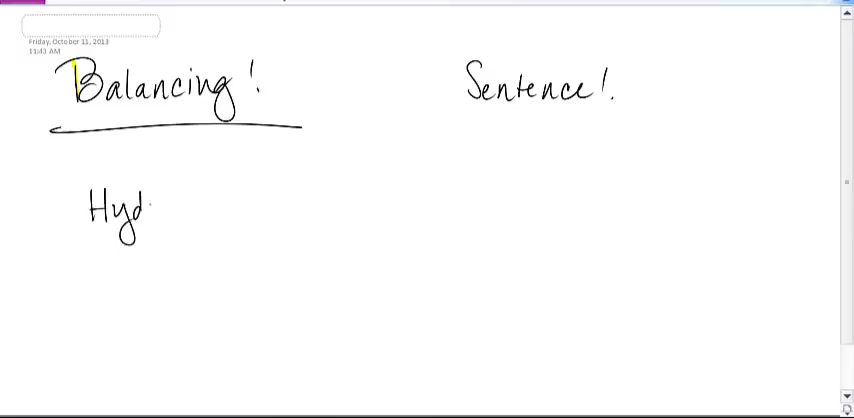 Friday, October 11, 2013
11:43 AM
Balancing! Sentence!
Hyd